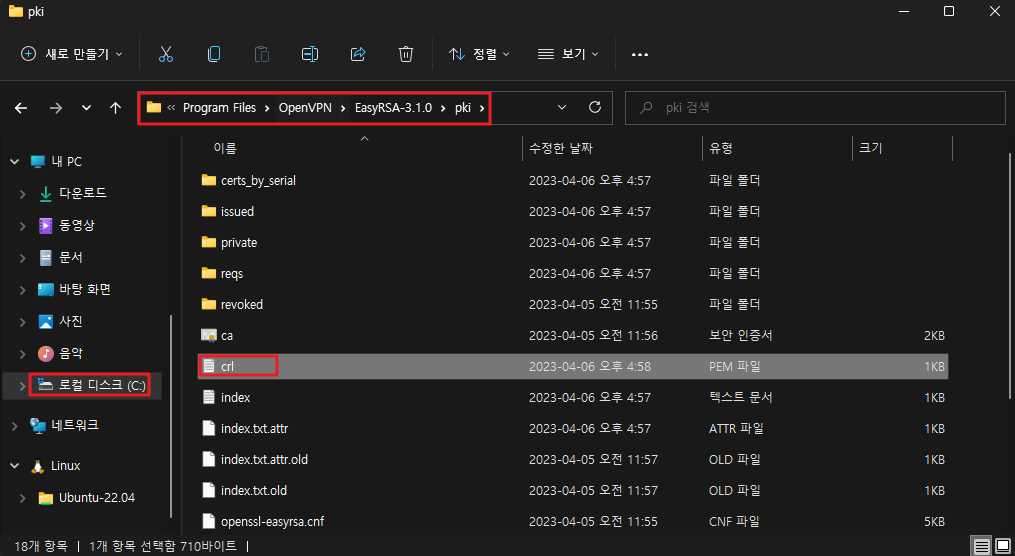 pki
새로 만들기
정렬
보기
« Program Files > OpenVPN > EasyRSA-3.1.0 > pki >
pki 검색
이름 수정한 날짜 유형 크기
내 PC
다운로드
동영상
문서
바탕 화면
사진
음악
로컬 디스크 (C:)
네트워크
Linux
Ubuntu-22.04
certs_by_serial 2023-04-06 오후 4:57 파일 폴더
issued 2023-04-06 오후 4:57 파일 폴더
private 2023-04-06 오후 4:57 파일 폴더
reqs 2023-04-06 오후 4:57 파일 폴더
revoked 2023-04-05 오전 11:55 파일 폴더
ca 2023-04-05 오전 11:56 보안 인증서 2KB
crl 2023-04-06 오후 4:58 PEM 파일 1KB
index 2023-04-06 오후 4:57 텍스트 문서 1KB
index.txt.attr 2023-04-06 오후 4:57 ATTR 파일 1KB
index.txt.attr.old 2023-04-05 오전 11:57 OLD 파일 1KB
index.txt.old 2023-04-05 오전 11:57 OLD 파일 1KB
openssl-easyrsa.cnf 2023-04-05 오전 11:55 CNF 파일 5KB
18개 항목 | 1개 항목 선택함 710바이트 |